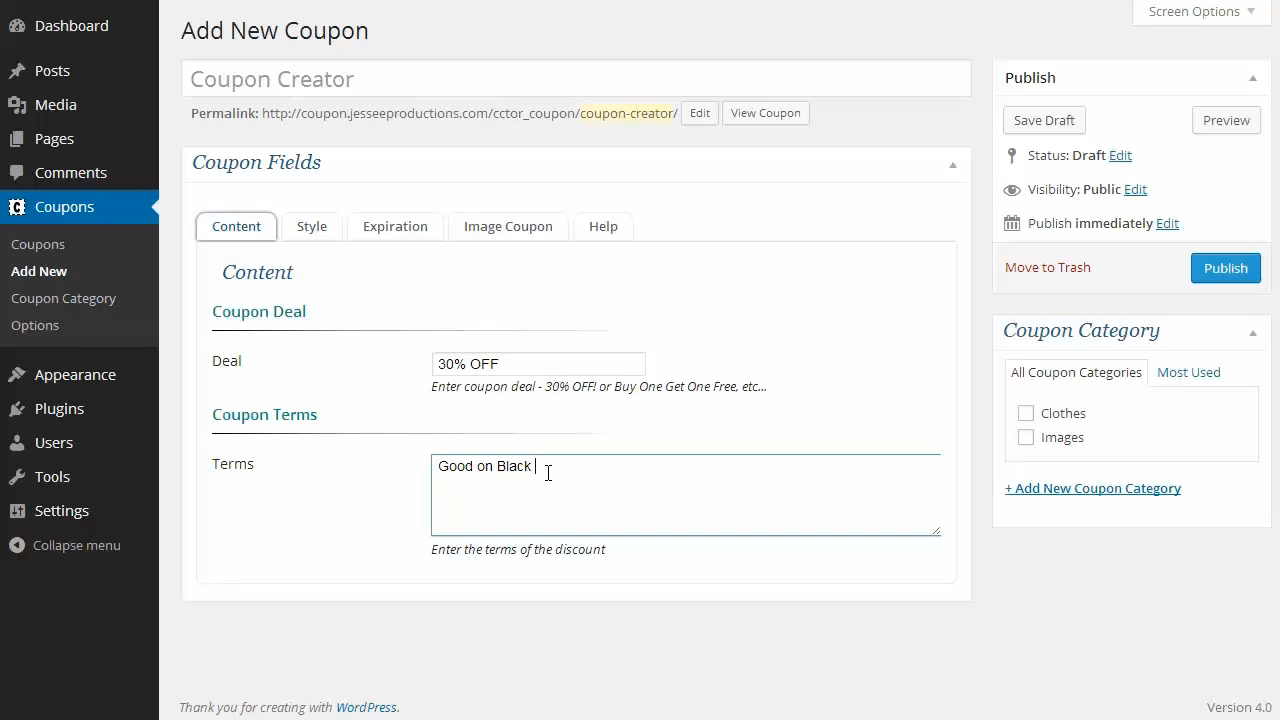 Dashboard
Posts
Media
Pages
Comments
Coupons
Coupons
Add New
Coupon Category
Options
Appearance
Plugins
Users
Tools
Settings
Collapse menu
Screen Options
Add New Coupon
Coupon Creator
Permalink: http://coupon.jesseeproductions.com/cctor_coupon/coupon-creator/ Edit View Coupon
Coupon Fields
Content Style Expiration Image Coupon Help
Content
Coupon Deal
Deal 30% OFF
Enter coupon deal - 30% OFF! or Buy One Get One Free, etc...
Coupon Terms
Terms Good on Black
Enter the terms of the discount
Publish
Save Draft Preview
Status: Draft Edit
Visibility: Public Edit
Publish immediately Edit
Move to Trash Publish
Coupon Category
All Coupon Categories Most Used
Clothes
Images
+ Add New Coupon Category
Thank you for creating with WordPress.
Version 4.0